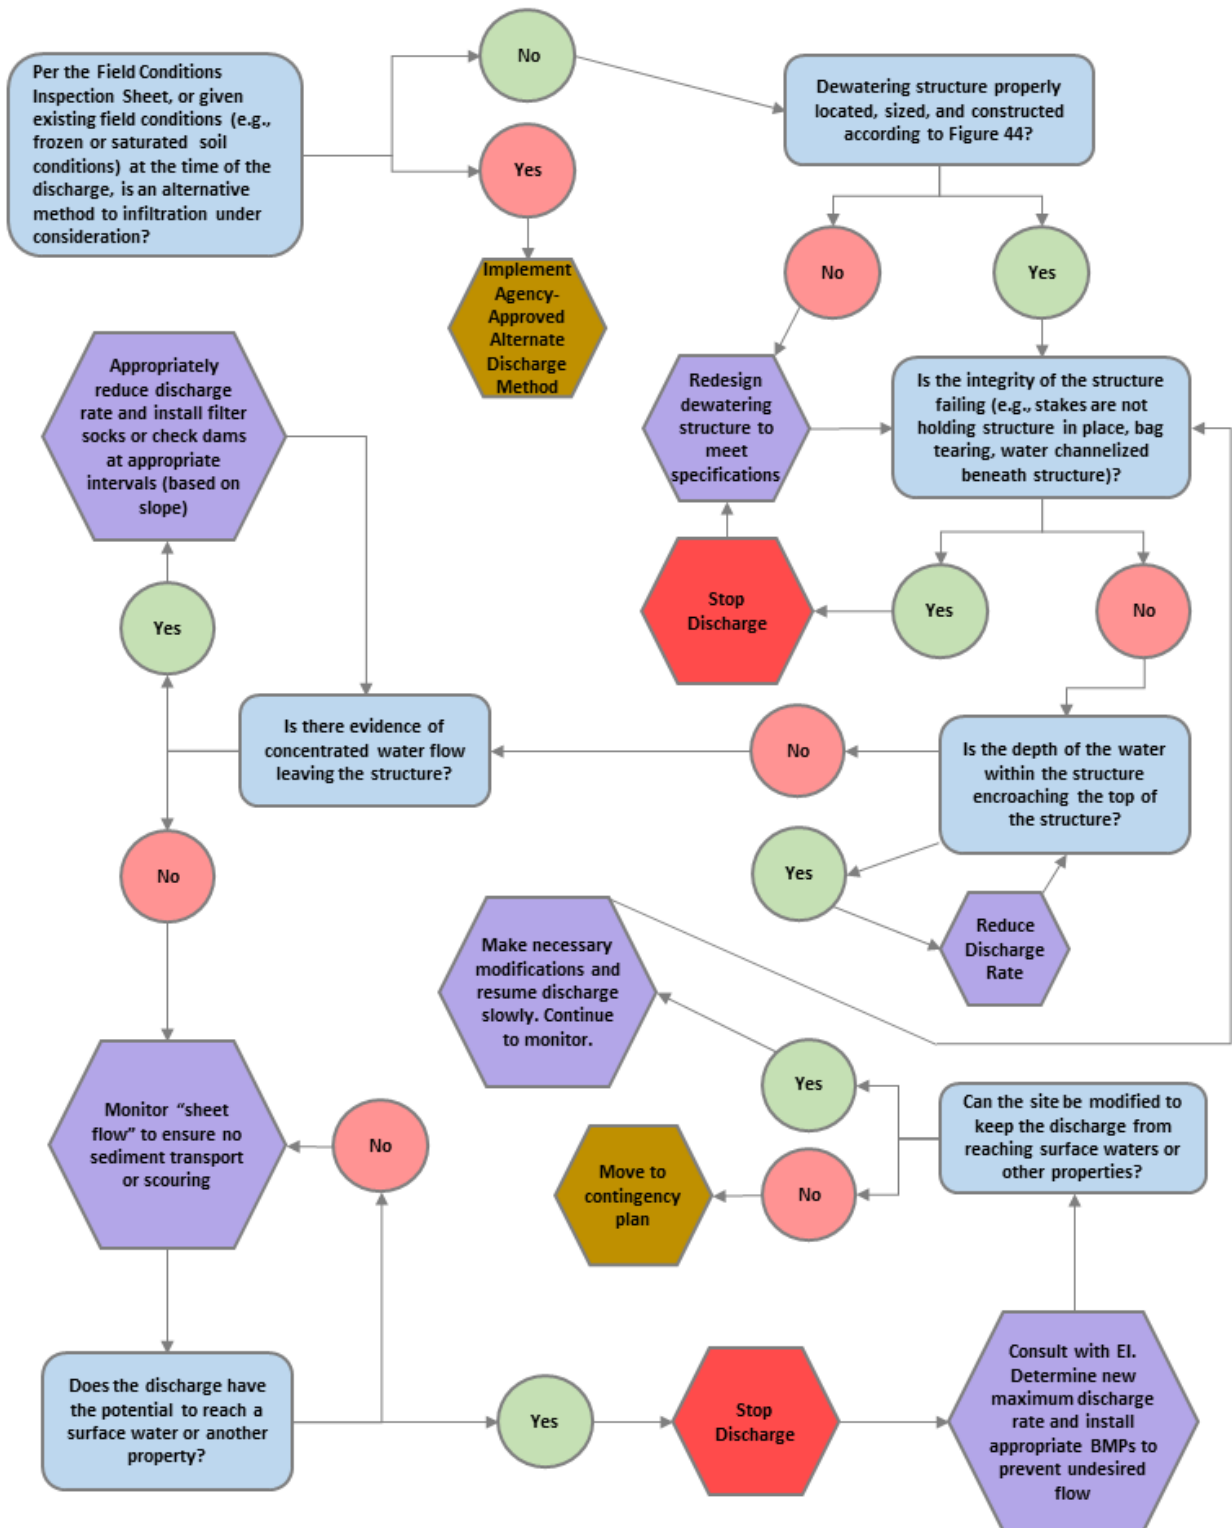 Per the Field Conditions
Inspection Sheet, or given
existing field conditions (e.g.,
frozen or saturated soil
conditions) at the time of the
discharge, is an alternative
method to infiltration under
consideration?
No
Yes
Implement
Agency-
Approved
Alternate
Discharge
Method
Dewatering structure properly
located, sized, and constructed
according to Figure 44?
No
Yes
Redesign
dewatering
structure to
meet
specifications
Is the integrity of the structure
failing (e.g., stakes are not
holding structure in place, bag
tearing, water channelized
beneath structure)?
Yes
No
Stop
Discharge
Is the depth of the water
within the structure
encroaching the top of
the structure?
No
Yes
Reduce
Discharge
Rate
Is there evidence of
concentrated water flow
leaving the structure?
Yes
Appropriately
reduce discharge
rate and install filter
socks or check dams
at appropriate
intervals (based on
slope)
No
Monitor “sheet
flow” to ensure no
sediment transport
or scouring
No
Does the discharge have
the potential to reach a
surface water or another
property?
Yes
Stop
Discharge
Consult with EI.
Determine new
maximum discharge
rate and install
appropriate BMPs to
prevent undesired
flow
Can the site be modified to
keep the discharge from
reaching surface waters or
other properties?
Yes
No
Make necessary
modifications and
resume discharge
slowly. Continue
to monitor.
Move to
contingency
plan